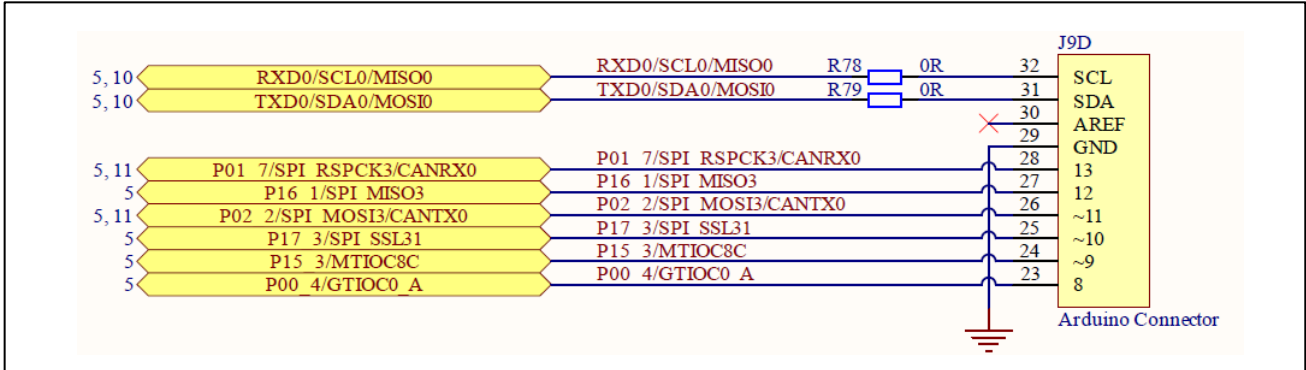 J9D
5, 10 RXD0/SCL0/MISO0 RXD0/SCL0/MISO0 R78 0R 32 SCL
5, 10 TXD0/SDA0/MOSI0 TXD0/SDA0/MOSI0 R79 0R 31 SDA
30 AREF
29 GND
5, 11 P01_7/SPI_RSPCK3/CANRX0 P01_7/SPI_RSPCK3/CANRX0 28 13
5 P16_1/SPI_MISO3 P16_1/SPI_MISO3 27 12
5, 11 P02_2/SPI_MOSI3/CANTX0 P02_2/SPI_MOSI3/CANTX0 26 ~11
5 P17_3/SPI_SSL31 P17_3/SPI_SSL31 25 ~10
5 P15_3/MTIOC8C P15_3/MTIOC8C 24 ~9
5 P00_4/GTIOC0_A P00_4/GTIOC0_A 23 8
Arduino Connector